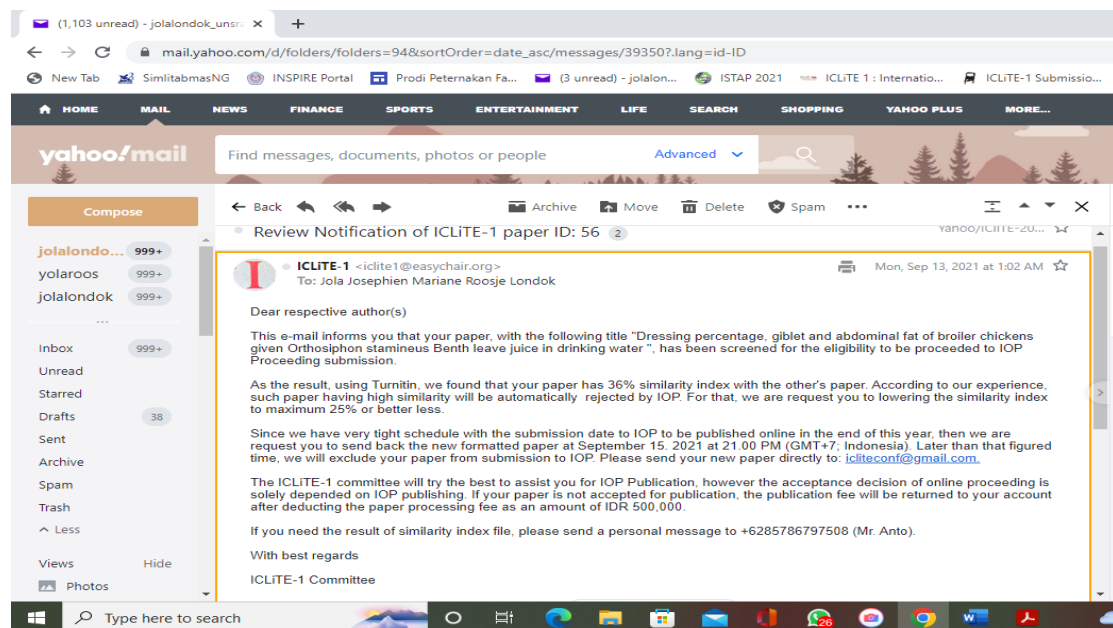 (1,103 unread) - jolalondok_unsra
mail.yahoo.com/d/folders/folders=94&sortOrder=date_asc/messages/39350?.lang=id-ID
New Tab SimlitabmasNG INSPIRE Portal Prodi Peternakan Fa... (3 unread) - jolalon... ISTAP 2021 ICLiTE 1 : Internatio... ICLiTE-1 Submissio...
HOME MAIL NEWS FINANCE SPORTS ENTERTAINMENT LIFE SEARCH SHOPPING YAHOO PLUS MORE...
yahoo!mail Find messages, documents, photos or people Advanced
Compose Back Archive Move Delete Spam
Review Notification of ICLiTE-1 paper ID: 56 2 Yahoo/ICliTE-20...
jolalondo... 999+
yolaroos 999+
jolalondok 999+
Inbox 999+
Unread
Starred
Drafts 38
Sent
Archive
Spam
Trash
Less
Views Hide
Photos
ICLiTE-1 <iclite1@easychair.org> Mon, Sep 13, 2021 at 1:02 AM
To: Jola Josephien Mariane Roosje Londok
Dear respective author(s)
This e-mail informs you that your paper, with the following title "Dressing percentage, giblet and abdominal fat of broiler chickens
given Orthosiphon stamineus Benth leave juice in drinking water ", has been screened for the eligibility to be proceeded to IOP
Proceeding submission.
As the result, using Turnitin, we found that your paper has 36% similarity index with the other's paper. According to our experience,
such paper having high similarity will be automatically rejected by IOP. For that, we are request you to lowering the similarity index
to maximum 25% or better less.
Since we have very tight schedule with the submission date to IOP to be published online in the end of this year, then we are
request you to send back the new formatted paper at September 15. 2021 at 21.00 PM (GMT+7; Indonesia). Later than that figured
time, we will exclude your paper from submission to IOP. Please send your new paper directly to: icliteconf@gmail.com.
The ICLiTE-1 committee will try the best to assist you for IOP Publication, however the acceptance decision of online proceeding is
solely depended on IOP publishing. If your paper is not accepted for publication, the publication fee will be returned to your account
after deducting the paper processing fee as an amount of IDR 500,000.
If you need the result of similarity index file, please send a personal message to +6285786797508 (Mr. Anto).
With best regards
ICLiTE-1 Committee
Type here to search 26